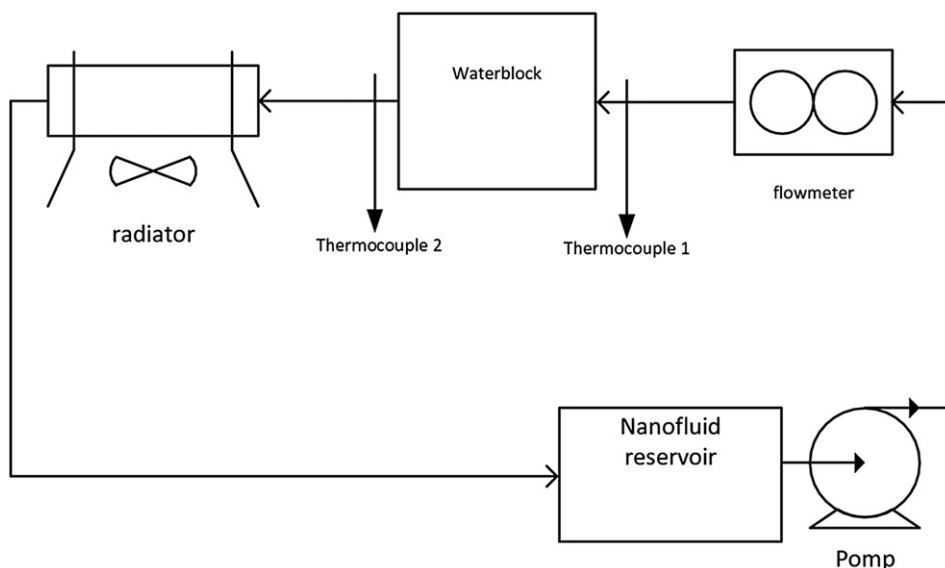 Waterblock
flowmeter
radiator
Thermocouple 2
Thermocouple 1
Nanofluid
reservoir
Pomp